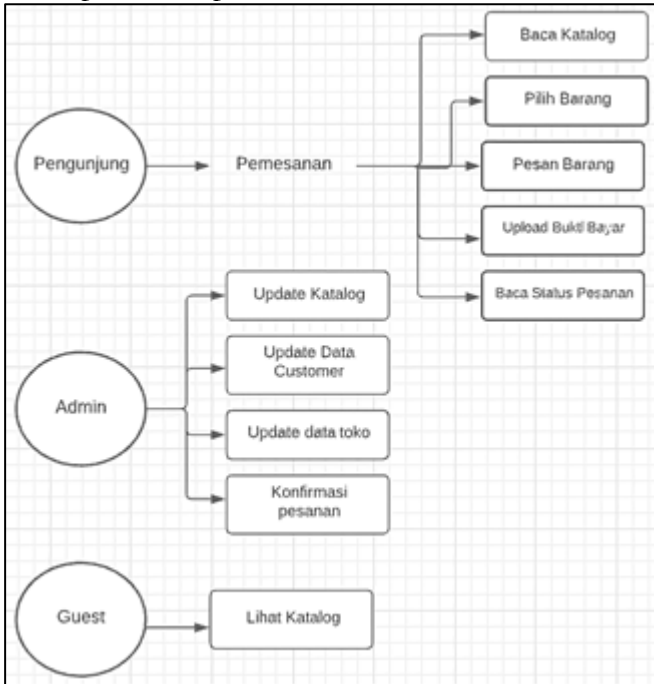 Baca Katalog
Pilih Barang
Pengunjung
Pemesanan
Pesan Barang
Upload Bukti Bayar
Baca Status Pesanan
Update Katalog
Update Data
Customer
Admin
Update data toko
Konfirmasi
pesanan
Guest
Lihat Katalog